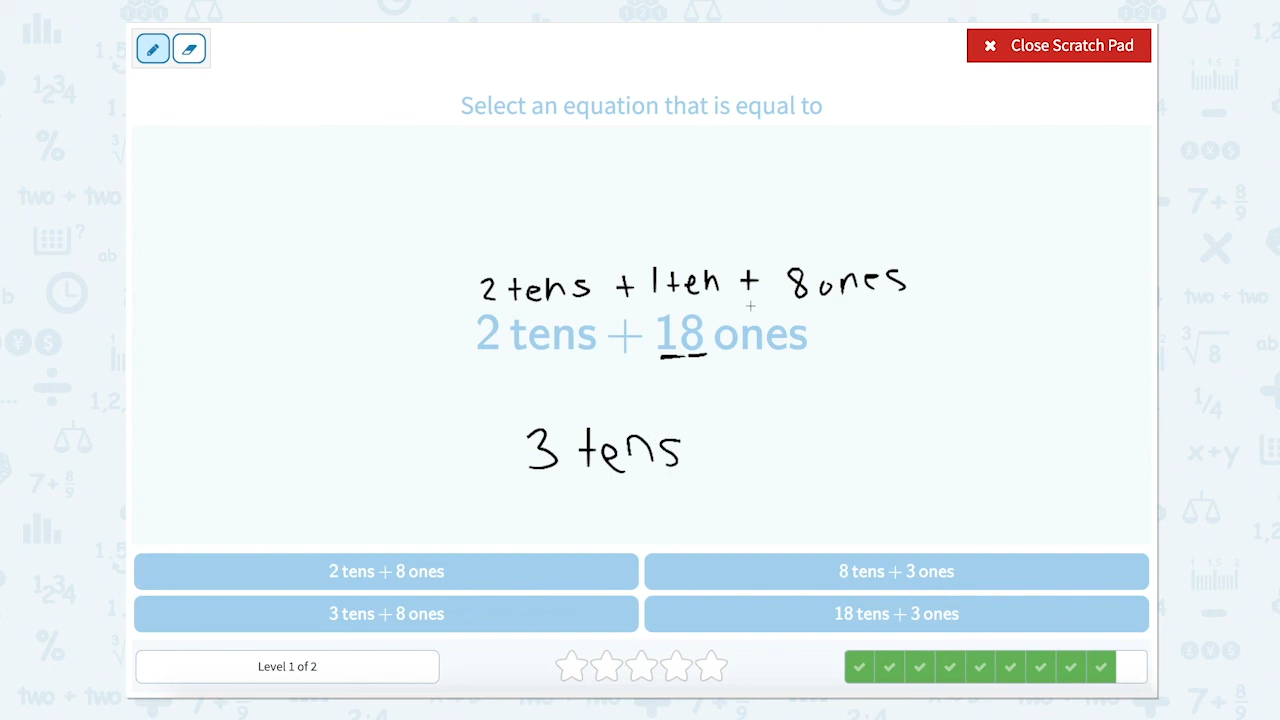 Close Scratch Pad
Select an equation that is equal to
2 tens + 1 ten + 8 ones
2 tens + 18 ones
3 tens
2 tens + 8 ones
8 tens + 3 ones
3 tens + 8 ones
18 tens + 3 ones
Level 1 of 2